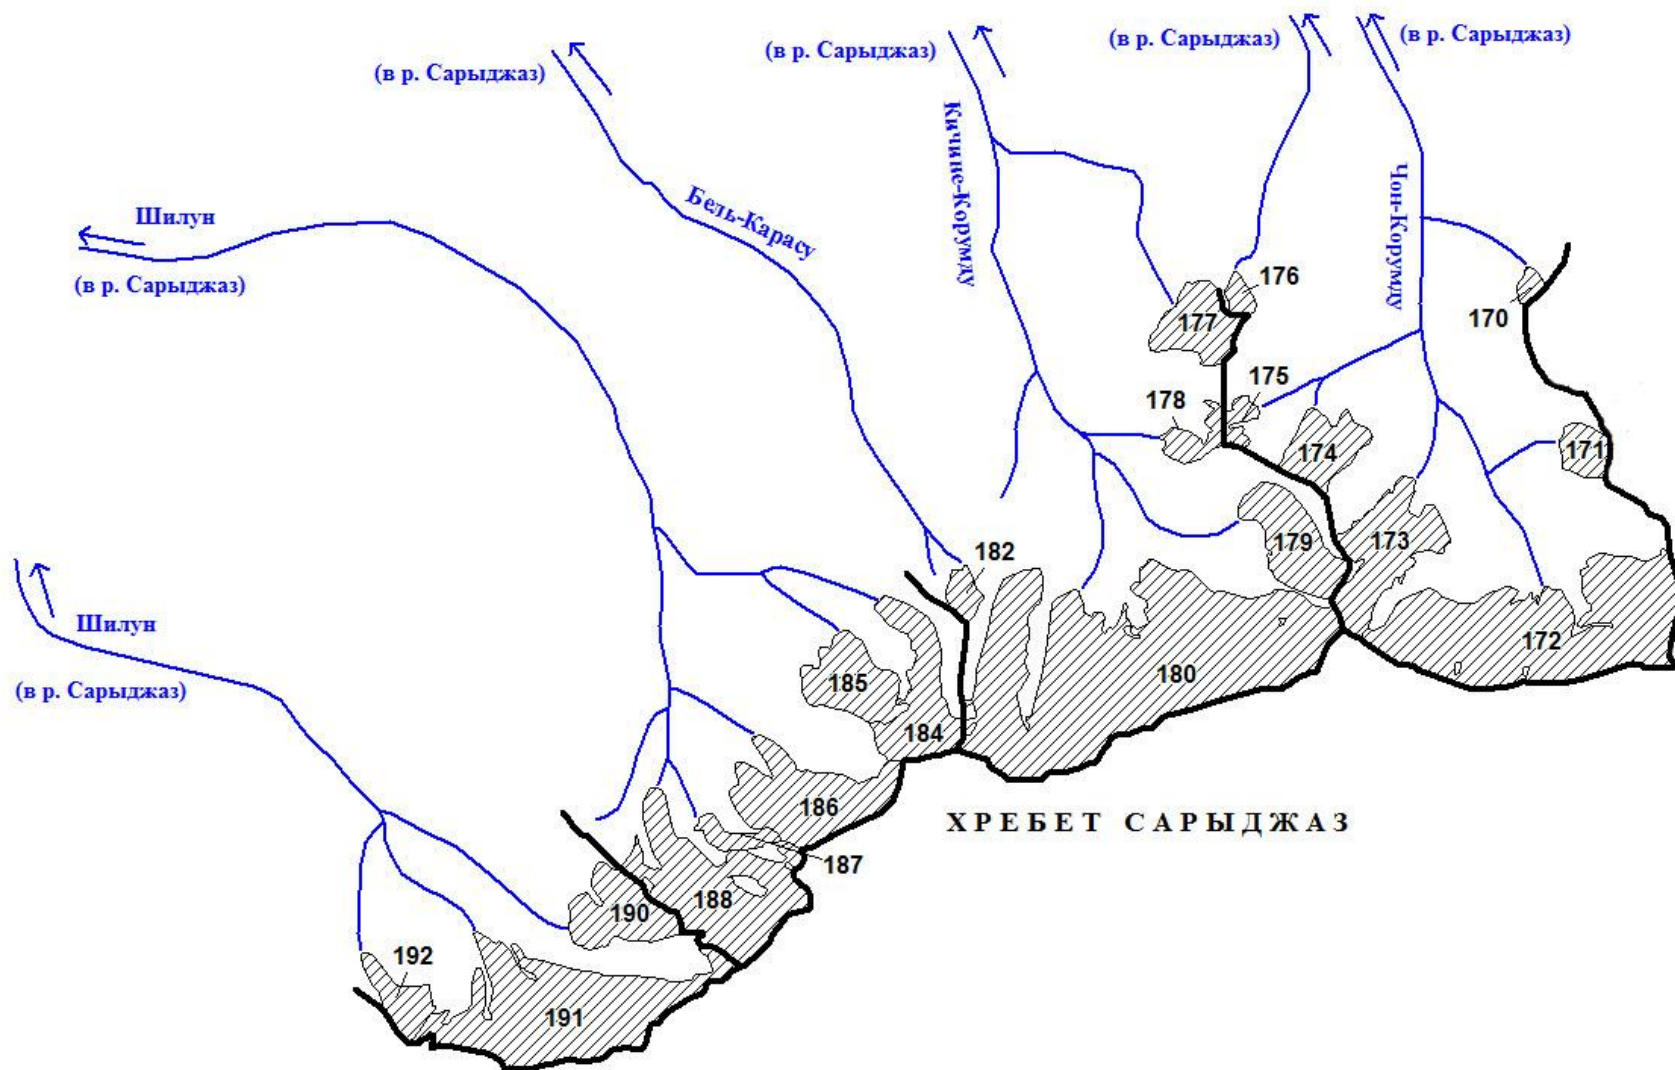 (в р. Сарыджаз)
(в р. Сарыджаз)
(в р. Сарыджаз)
(в р. Сарыджаз)
Кичине-Корумду
Чон-Корумду
Бель-Карасу
Шилун
(в р. Сарыджаз)
176
170
177
175
178
174
171
182
179
173
172
180
Шилун
(в р. Сарыджаз)
185
184
186
ХРЕБЕТ САРЫДЖАЗ
187
188
190
192
191